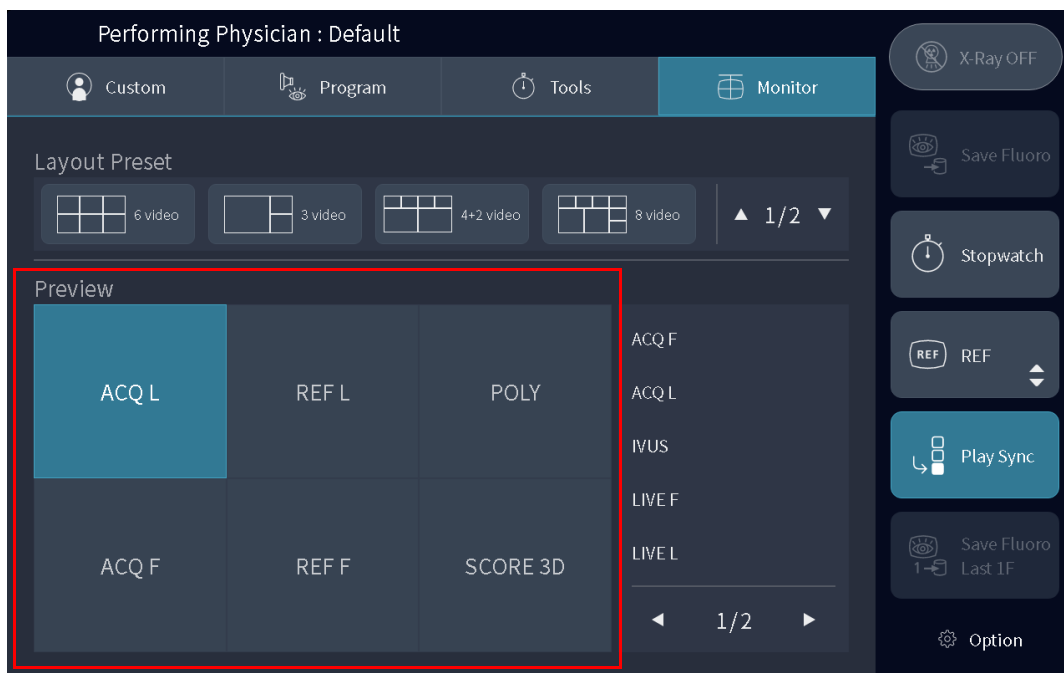 Performing Physician : Default
Custom
Program
Tools
Monitor
Layout Preset
6 video
3 video
4+2 video
8 video
▲ 1/2 ▼
Preview
ACQ L
REF L
POLY
ACQ F
REF F
SCORE 3D
ACQ F
ACQ L
IVUS
LIVE F
LIVE L
◀ 1/2 ▶
X-Ray OFF
Save Fluoro
Stopwatch
REF REF
Play Sync
Save Fluoro
1 Last 1F
Option